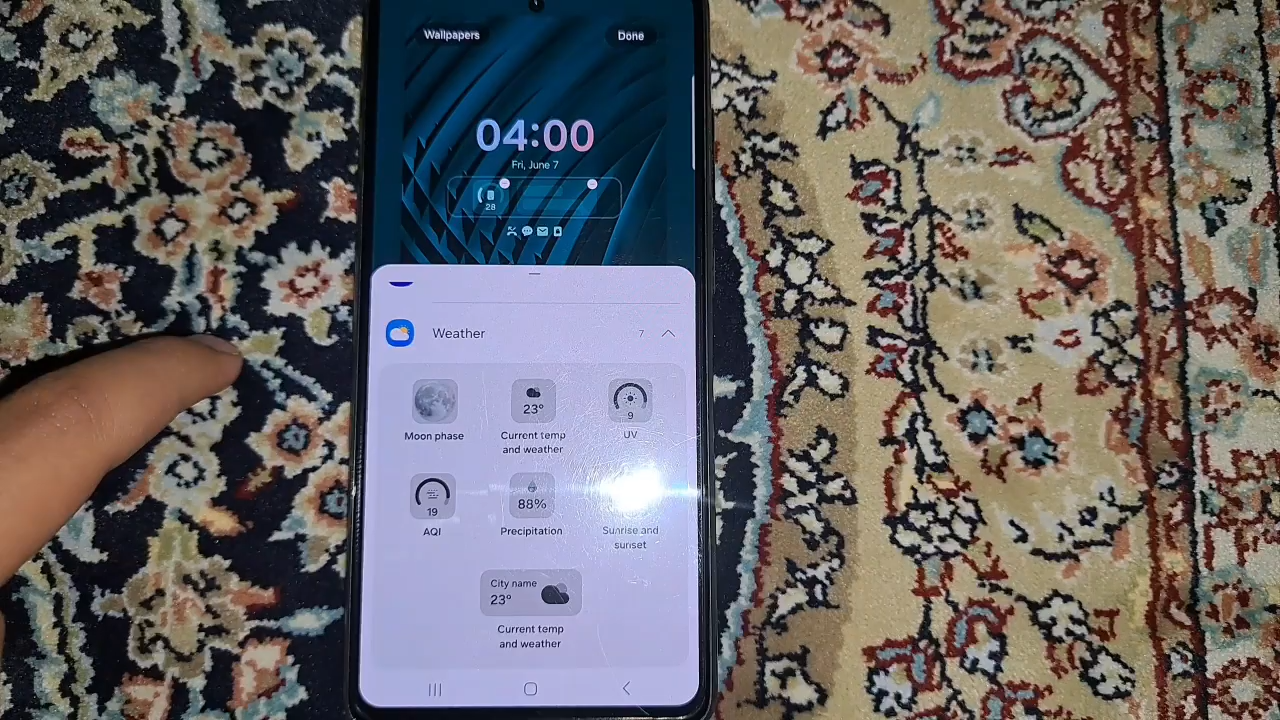 Wallpapers
Done
04:00
Fri, June 7
28
Weather
7
23°
9
Moon phase
Current temp
and weather
UV
19
88%
AQI
Precipitation
Sunrise and
sunset
City name
23°
Current temp
and weather